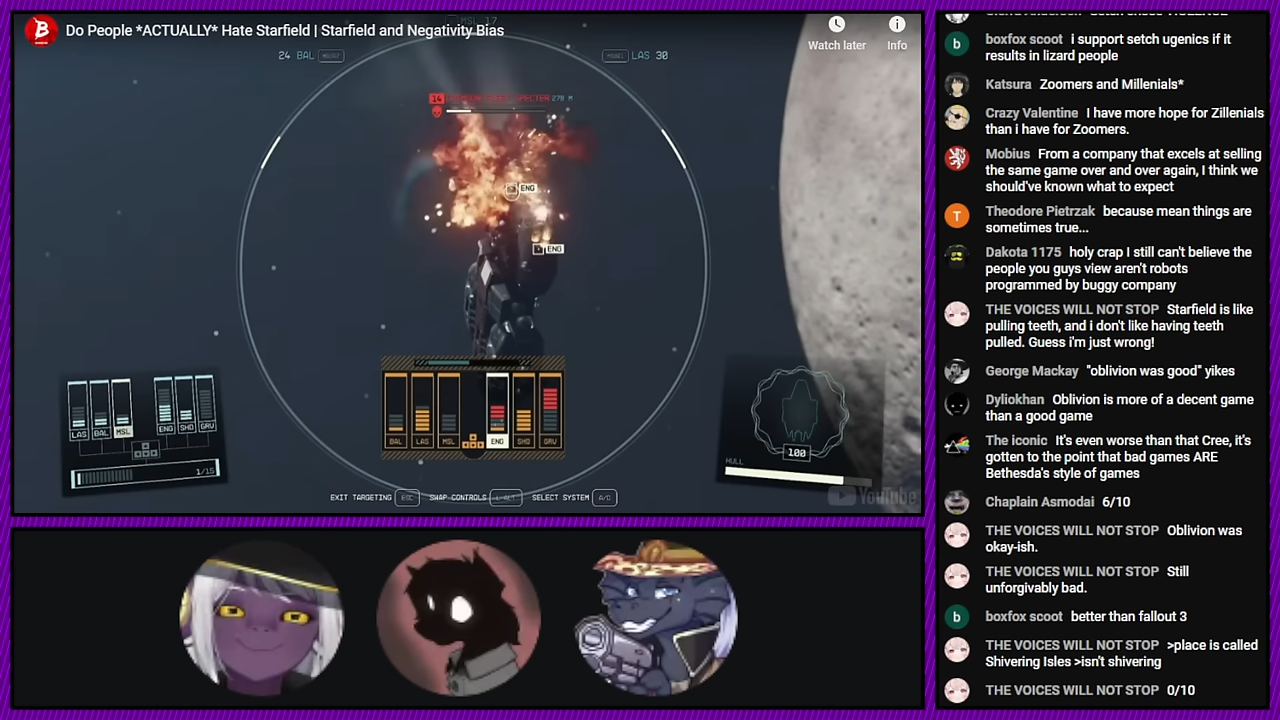 Do People *ACTUALLY* Hate Starfield | Starfield and Negativity Bias
Watch later
Info
MSL 17
24 BAL
LAS 30
14
278 M
ENG
ENG
LAS
BAL
MSL
ENG
SHD
GRV
1/15
BAL
LAS
MSL
ENG
SHD
GRV
100
HULL
EXIT TARGETING ESC SWAP CONTROLS L-ALT SELECT SYSTEM A/D
YouTube
boxfox scoot i support setch ugenics if it
results in lizard people
Katsura Zoomers and Millenials*
Crazy Valentine I have more hope for Zillenials
than i have for Zoomers.
Mobius From a company that excels at selling
the same game over and over again, I think we
should've known what to expect
T
Theodore Pietrzak because mean things are
sometimes true...
Dakota 1175 holy crap I still can't believe the
people you guys view aren't robots
programmed by buggy company
THE VOICES WILL NOT STOP Starfield is like
pulling teeth, and i don't like having teeth
pulled. Guess i'm just wrong!
George Mackay "oblivion was good" yikes
Dyliokhan Oblivion is more of a decent game
than a good game
The iconic It's ever worse than that Cree, it's
gotten to the point that bad games ARE
Bethesda's style of games
Chaplain Asmodai 6/10
THE VOICES WILL NOT STOP Oblivion was
okay-ish.
THE VOICES WILL NOT STOP Still
unforgivably bad.
b
boxfox scoot better than fallout 3
THE VOICES WILL NOT STOP >place is called
Shivering Isles >isn't shivering
THE VOICES WILL NOT STOP 0/10